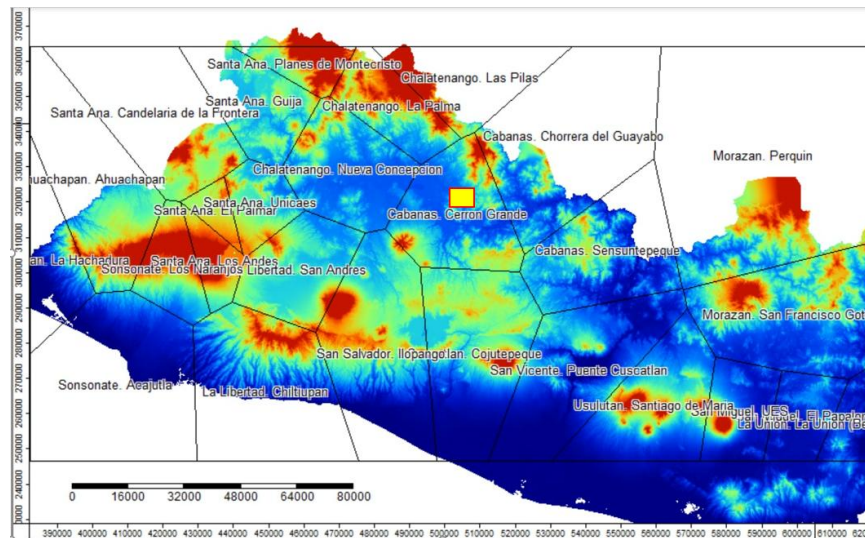 370000
360000
350000
340000
330000
320000
310000
300000
290000
280000
270000
260000
250000
240000
Santa Ana. Planes de Montecristo
Chalatenango. Las Pilas
Santa Ana. Guija
Chalatenango. La Palma
Santa Ana. Candelaria de la Frontera
Cabanas. Chorrera del Guayabo
Morazan. Perquin
Chalatenango. Nueva Concepcion
uachapan. Ahuachapan
Santa Ana. Unicaes
Santa Ana. El Palmar
Cabanas. Cerron Grande
Cabanas. Sensuntepeque
an. La Hachadura
Santa Ana. Los Andes
Sonsonate. Los Naranjos
Libertad. San Andres
Morazan. San Francisco Got
San Salvador. Ilopango
lan. Cojutepeque
San Vicente. Puente Cuscatlan
Sonsonate. Acajutla
La Libertad. Chiltiupan
Usulutan. Santiago de Maria
San Miguel. UES
El Papalon
La Union. La Union (Be
0 16000 32000 48000 64000 80000
390000 400000 410000 420000 430000 440000 450000 460000 470000 480000 490000 500000 510000 520000 530000 540000 550000 560000 570000 580000 590000 600000 610000